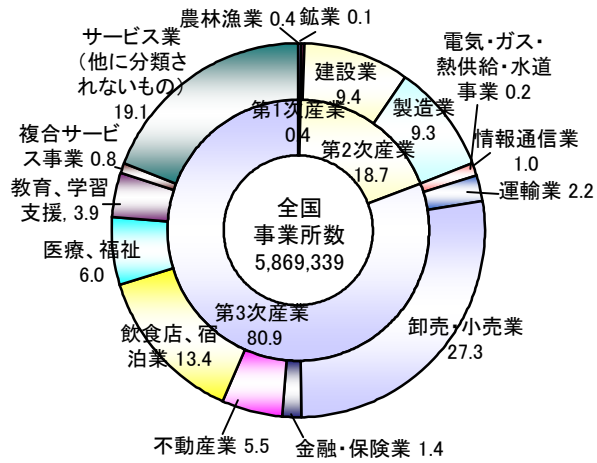 農林漁業 0.4
鉱業 0.1
建設業
9.4
製造業
9.3
電気・ガス・
熱供給・水道
事業 0.2
情報通信業
1.0
運輸業 2.2
卸売・小売業
27.3
金融・保険業 1.4
不動産業 5.5
飲食店、宿
泊業 13.4
医療、福祉
6.0
教育、学習
支援, 3.9
複合サービ
ス事業 0.8
サービス業
（他に分類さ
れないもの）
19.1
第1次産業
0.4
第2次産業
18.7
第3次産業
80.9
全国
事業所数
5,869,339